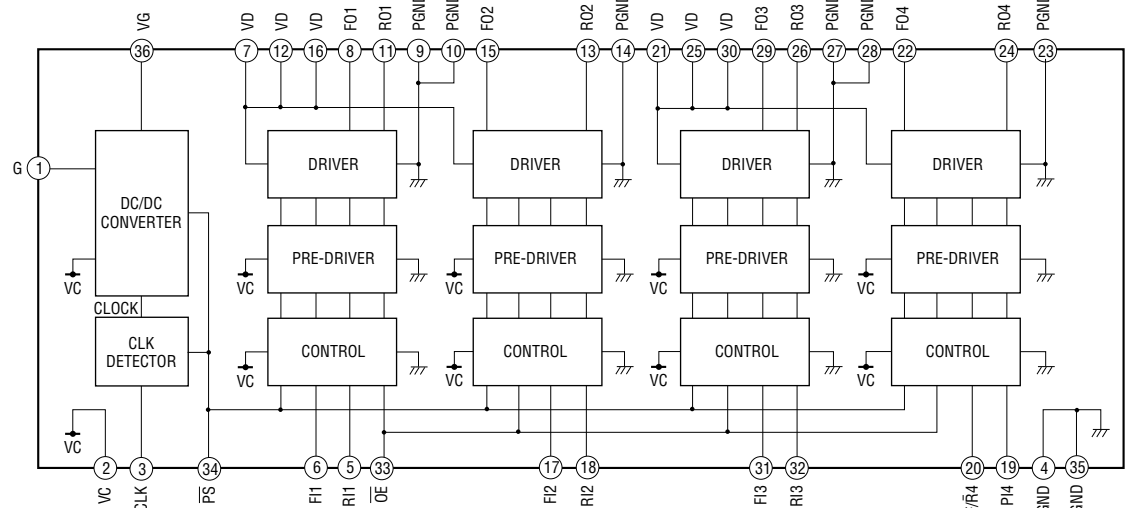 VG VD VD VD FO1 RO1 PGND PGND FO2 RO2 PGND VD VD VD FO3 RO3 PGND PGND FO4 RO4 PGND
36 7 12 16 8 11 9 10 15 13 14 21 25 30 29 26 27 28 22 24 23
G 1
DC/DC
CONVERTER
DRIVER DRIVER DRIVER DRIVER
PRE-DRIVER PRE-DRIVER PRE-DRIVER PRE-DRIVER
VC VC VC VC VC
CLOCK
CLK
DETECTOR
CONTROL CONTROL CONTROL CONTROL
VC VC VC VC
VC
2 3 34 6 5 33 17 18 31 32 20 19 4 35
VC CLK PS FI1 RI1 OE FI2 RI2 FI3 RI3 F/R4 PI4 GND GND